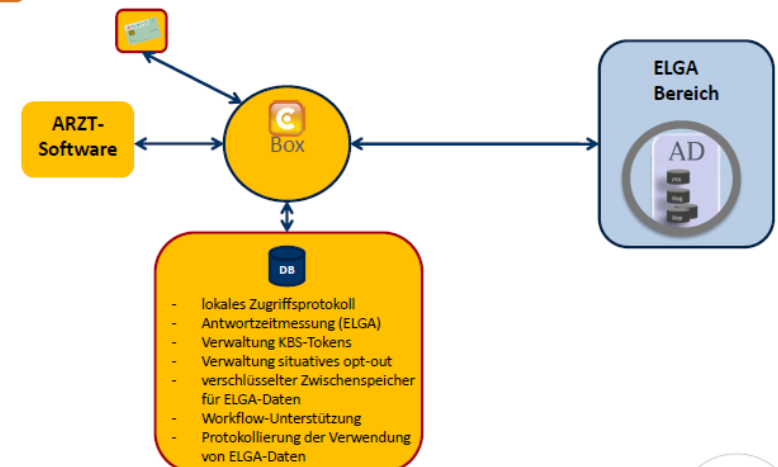 ARZT-
Software
C
Box
ELGA
Bereich
AD
DB
- lokales Zugriffsprotokoll
- Antwortzeitmessung (ELGA)
- Verwaltung KBS-Tokens
- Verwaltung situatives opt-out
- verschlüsselter Zwischenspeicher
für ELGA-Daten
- Workflow-Unterstützung
- Protokollierung der Verwendung
von ELGA-Daten